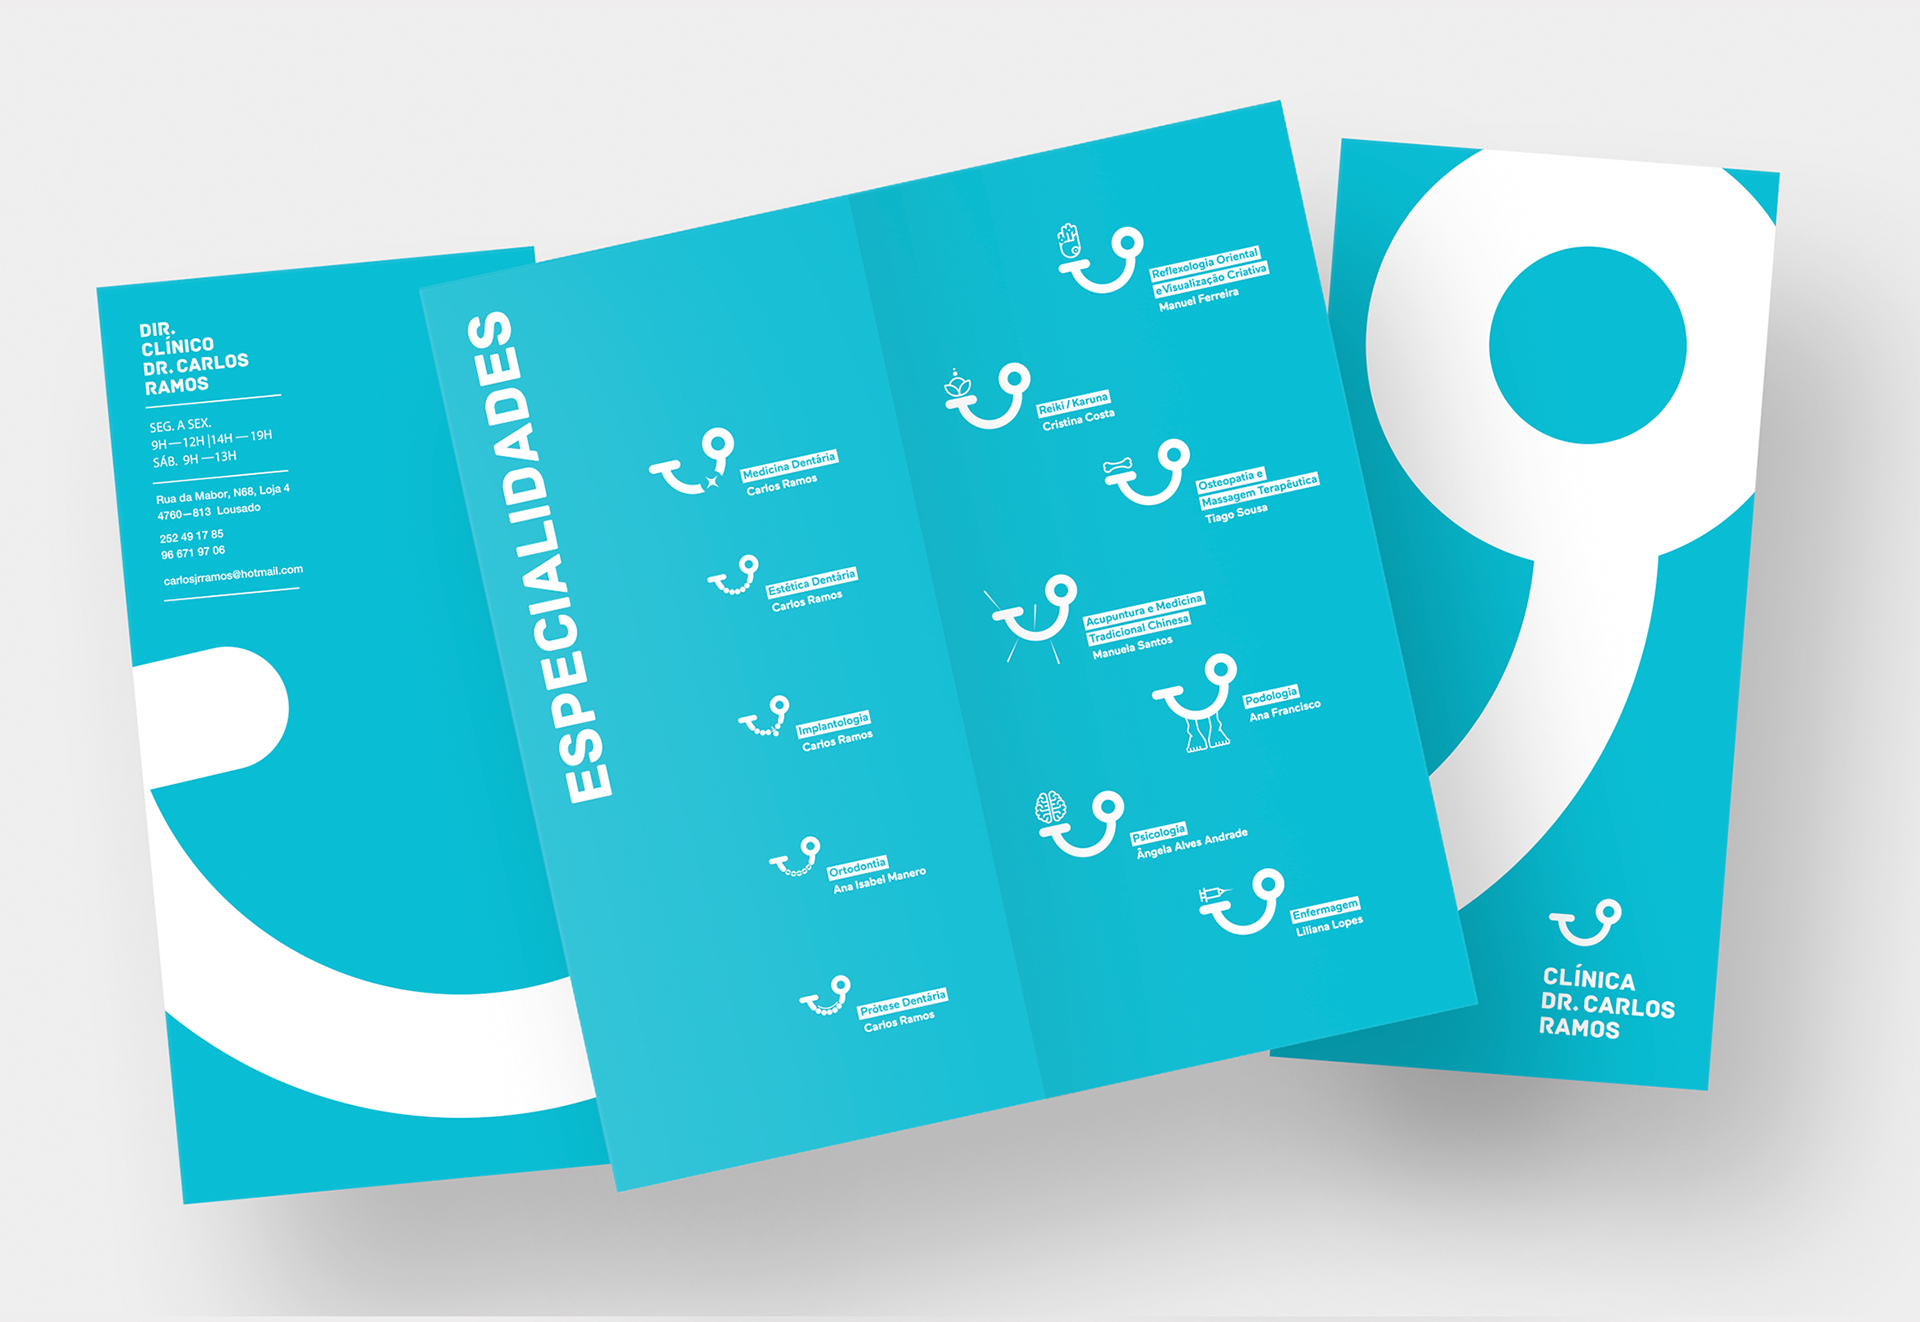 DIR.
CLÍNICO
DR. CARLOS
RAMOS
SEG. A SEX.
9H—12H |14H — 19H
SÁB. 9H —13H
Rua da Mabor, N68, Loja 4
4760—813 Lousado
252 49 17 85
96 671 97 06
carlosjrramos@hotmail.com
ESPECIALIDADES
Medicina Dentária
Carlos Ramos
Estética Dentária
Carlos Ramos
Implantologia
Carlos Ramos
Ortodontia
Ana Isabel Manero
Prótese Dentária
Carlos Ramos
Reflexologia Oriental
e Visualização Criativa
Manuel Ferreira
Reiki / Karuna
Cristina Costa
Osteopatia e
Massagem Terapêutica
Tiago Sousa
Acupuntura e Medicina
Tradicional Chinesa
Manuela Santos
Podologia
Ana Francisco
Psicologia
Ângela Alves Andrade
Enfermagem
Liliana Lopes
CLÍNICA
DR. CARLOS
RAMOS